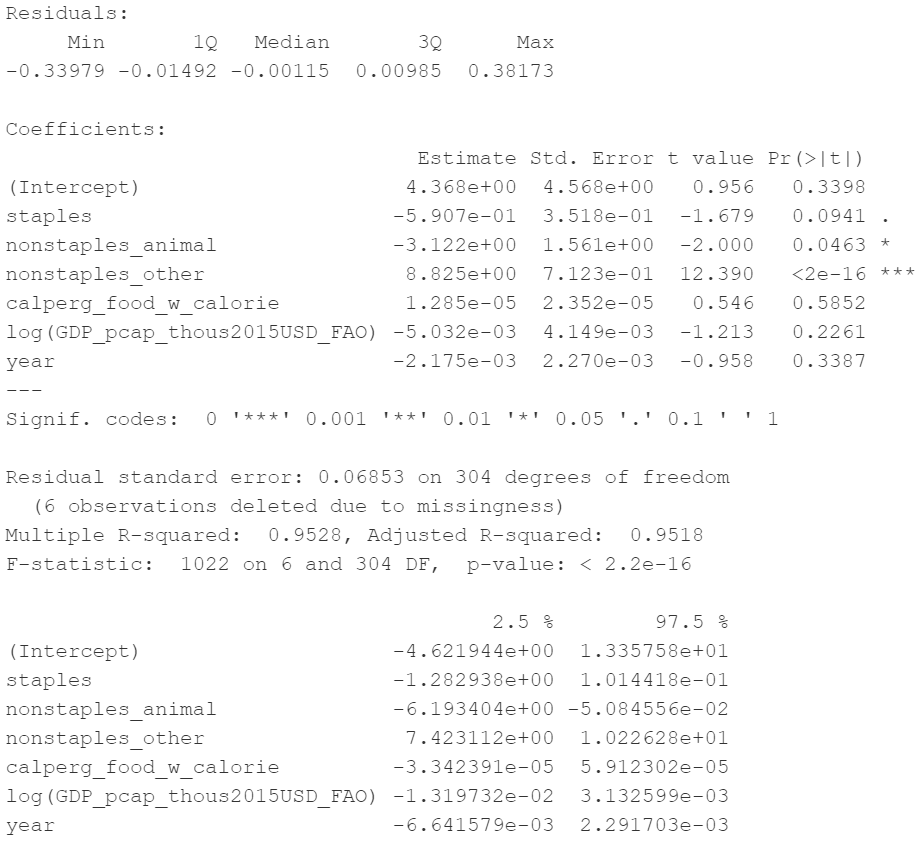 Residuals:
     Min       1Q   Median       3Q      Max
-0.33979 -0.01492 -0.00115  0.00985  0.38173

Coefficients:
                               Estimate Std. Error t value Pr(>|t|)
(Intercept)                   4.368e+00  4.568e+00   0.956   0.3398
staples                      -5.907e-01  3.518e-01  -1.679   0.0941 .
nonstaples_animal            -3.122e+00  1.561e+00  -2.000   0.0463 *
nonstaples_other              8.825e+00  7.123e-01  12.390   <2e-16 ***
calperg_food_w_calorie        1.285e-05  2.352e-05   0.546   0.5852
log(GDP_pcap_thous2015USD_FAO) -5.032e-03  4.149e-03  -1.213   0.2261
year                         -2.175e-03  2.270e-03  -0.958   0.3387
---
Signif. codes:  0 '***' 0.001 '**' 0.01 '*' 0.05 '.' 0.1 ' ' 1

Residual standard error: 0.06853 on 304 degrees of freedom
  (6 observations deleted due to missingness)
Multiple R-squared:  0.9528, Adjusted R-squared:  0.9518
F-statistic:  1022 on 6 and 304 DF,  p-value: < 2.2e-16

                                     2.5 %        97.5 %
(Intercept)                  -4.621944e+00  1.335758e+01
staples                      -1.282938e+00  1.014418e-01
nonstaples_animal            -6.193404e+00 -5.084556e-02
nonstaples_other              7.423112e+00  1.022628e+01
calperg_food_w_calorie       -3.342391e-05  5.912302e-05
log(GDP_pcap_thous2015USD_FAO) -1.319732e-02  3.132599e-03
year                         -6.641579e-03  2.291703e-03